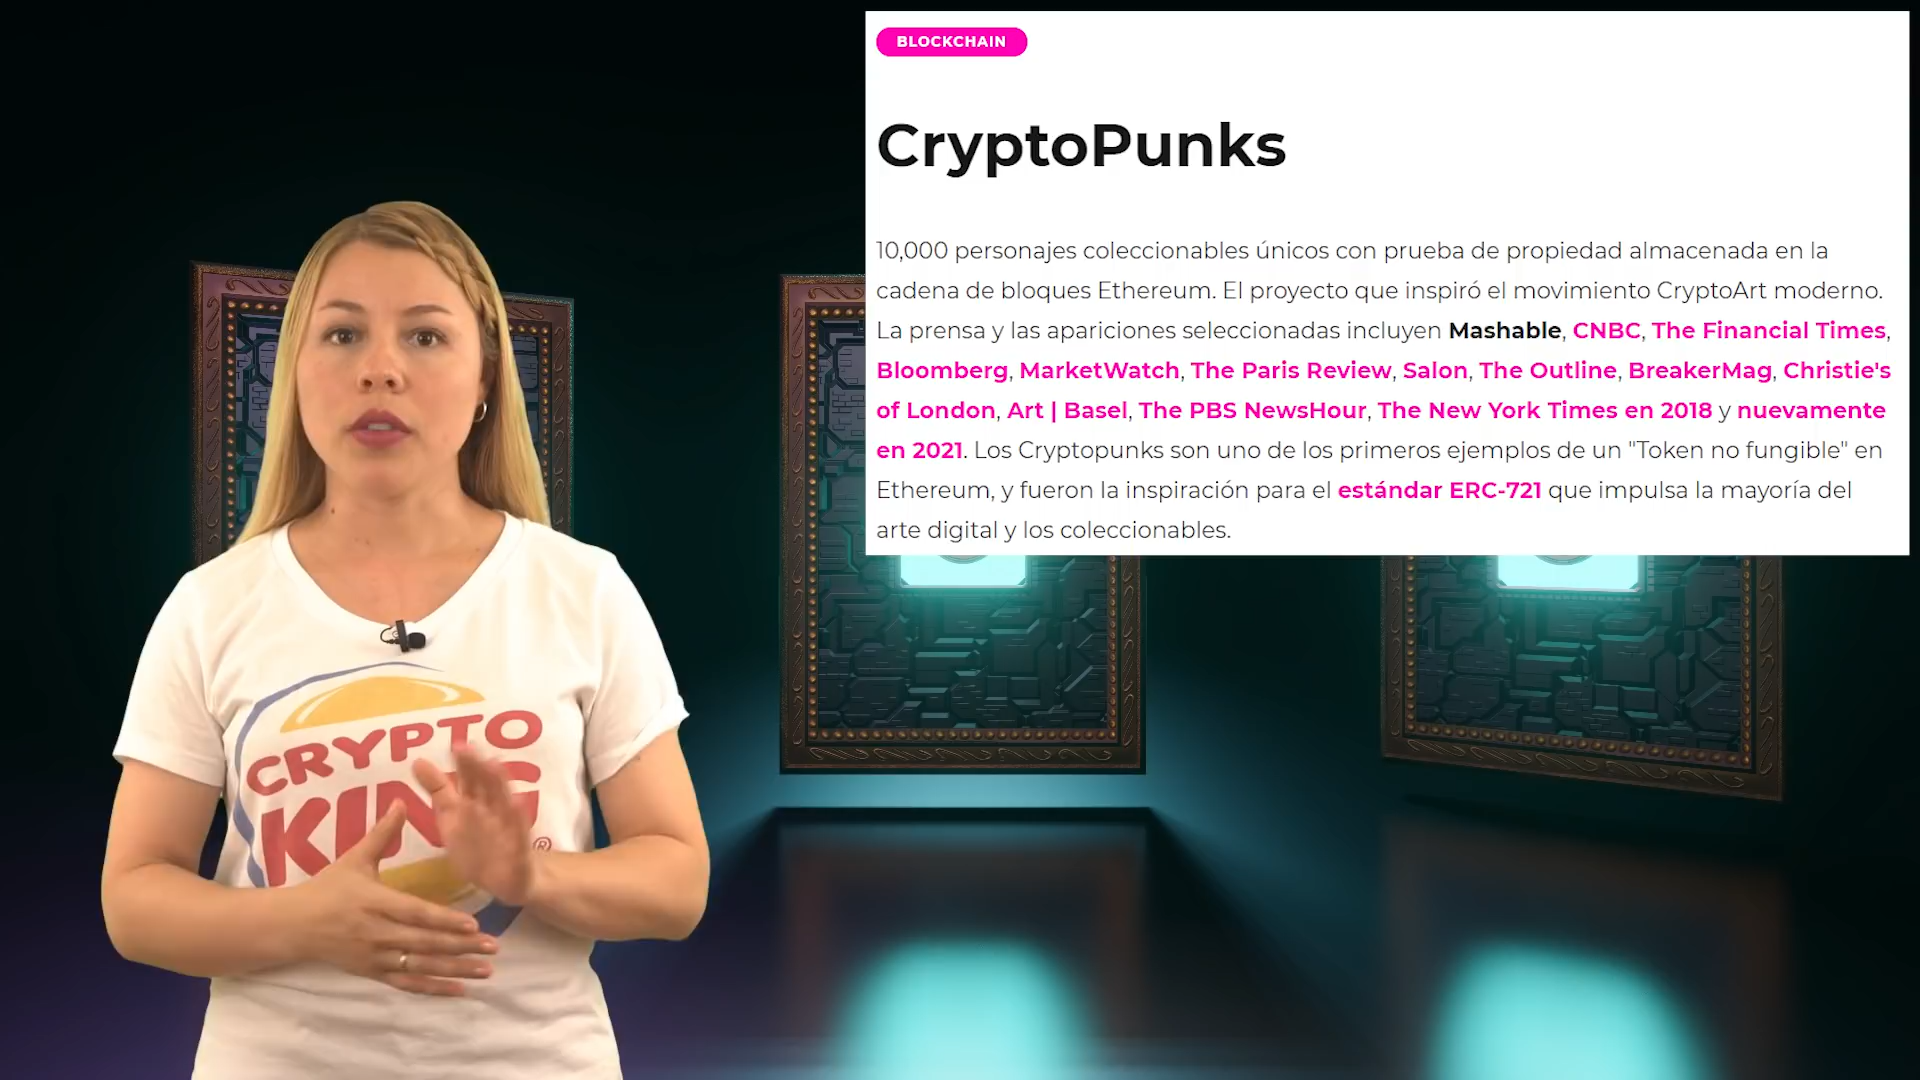 BLOCKCHAIN
CryptoPunks
10,000 personajes coleccionables únicos con prueba de propiedad almacenada en la
cadena de bloques Ethereum. El proyecto que inspiró el movimiento CryptoArt moderno.
La prensa y las apariciones seleccionadas incluyen Mashable, CNBC, The Financial Times,
Bloomberg, MarketWatch, The Paris Review, Salon, The Outline, BreakerMag, Christie's
of London, Art | Basel, The PBS NewsHour, The New York Times en 2018 y nuevamente
en 2021. Los Cryptopunks son uno de los primeros ejemplos de un "Token no fungible" en
Ethereum, y fueron la inspiración para el estándar ERC-721 que impulsa la mayoría del
arte digital y los coleccionables.
CRYPTO
KING
®